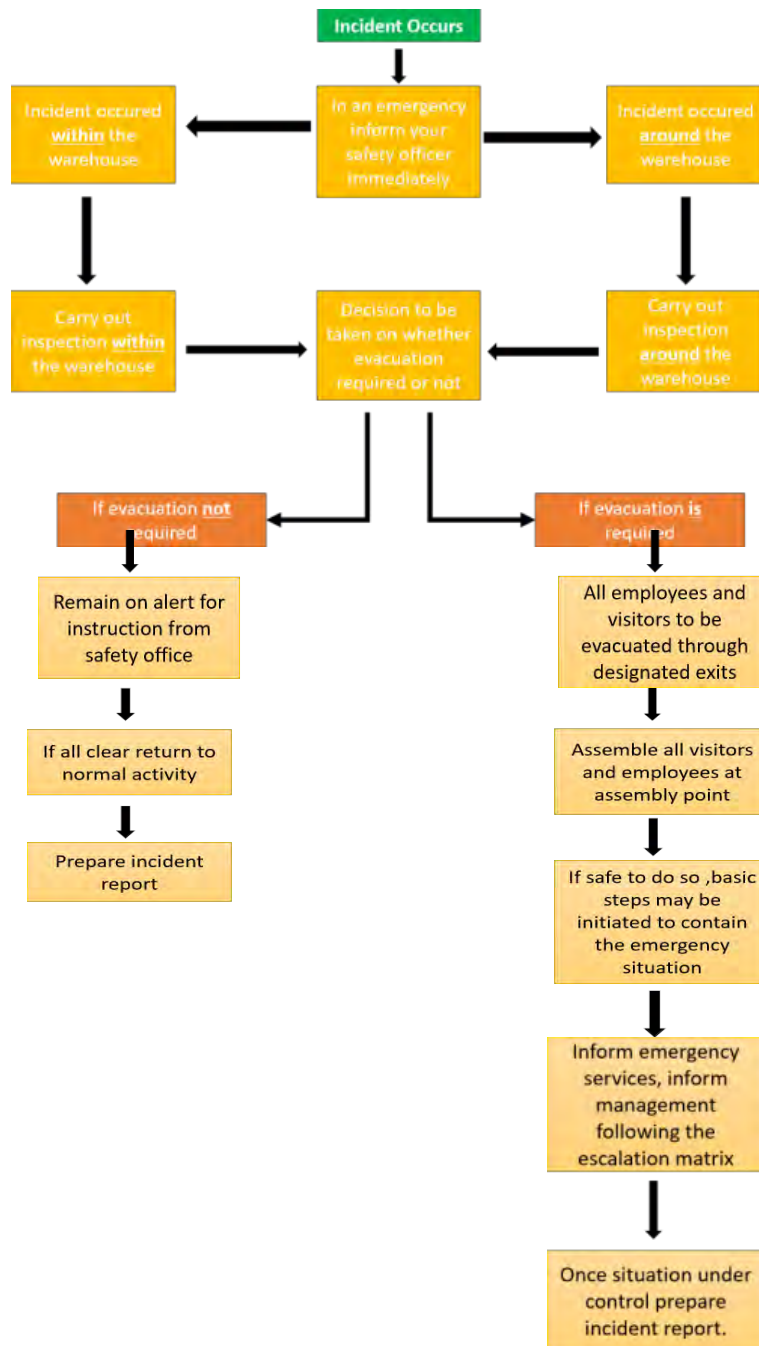 Incident Occurs
Incident occured
within the
warehouse
In an emergency
inform your
safety officer
immediately
Incident occured
around the
warehouse
Carry out
inspection within
the warehouse
Decision to be
taken on whether
evacuation
required or not
Carry out
inspection
around the
warehouse
If evacuation not
required
If evacuation is
required
Remain on alert for
instruction from
safety office
If all clear return to
normal activity
Prepare incident
report
All employees and
visitors to be
evacuated through
designated exits
Assemble all visitors
and employees at
assembly point
If safe to do so ,basic
steps may be
initiated to contain
the emergency
situation
Inform emergency
services, inform
management
following the
escalation matrix
Once situation under
control prepare
incident report.